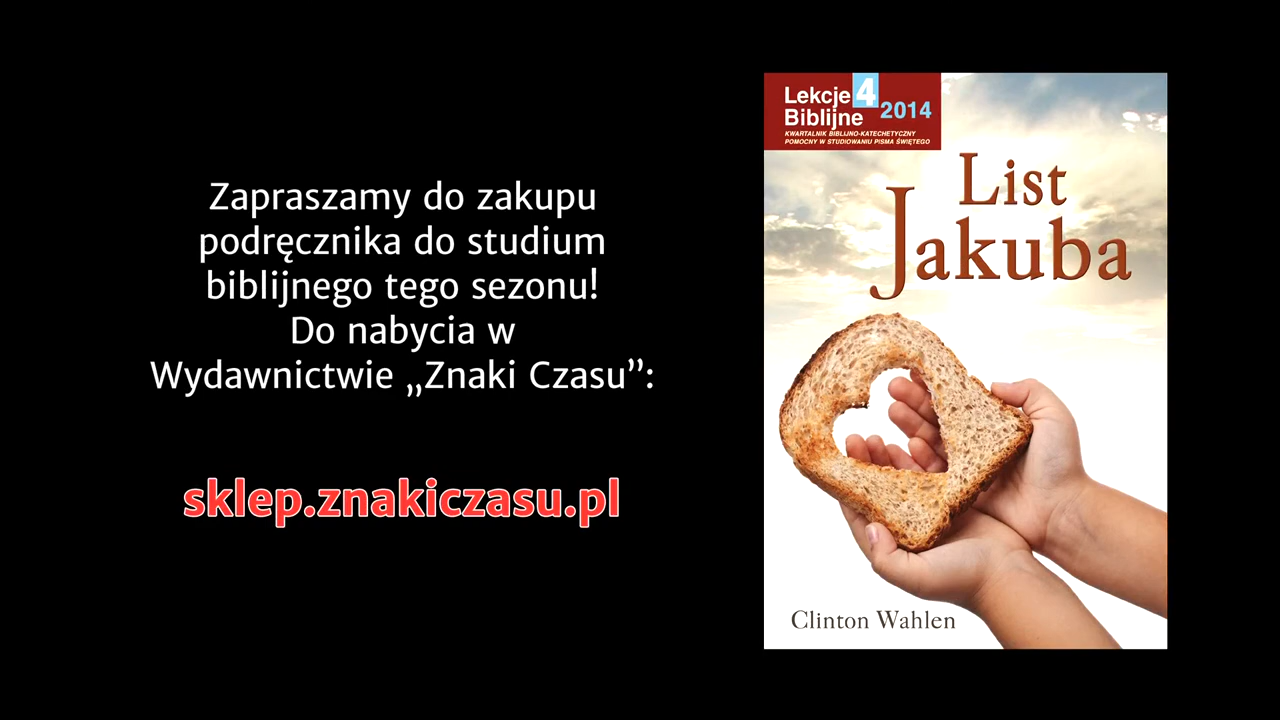 Zapraszamy do zakupu
podręcznika do studium
biblijnego tego sezonu!
Do nabycia w
Wydawnictwie „Znaki Czasu”:
sklep.znakiczasu.pl
Lekcje 4 2014
Biblijne
KWARTALNIK BIBLIJNO-KATECHETYCZNY
POMOCNY W STUDIOWANIU PISMA ŚWIĘTEGO
List
Jakuba
Clinton Wahlen